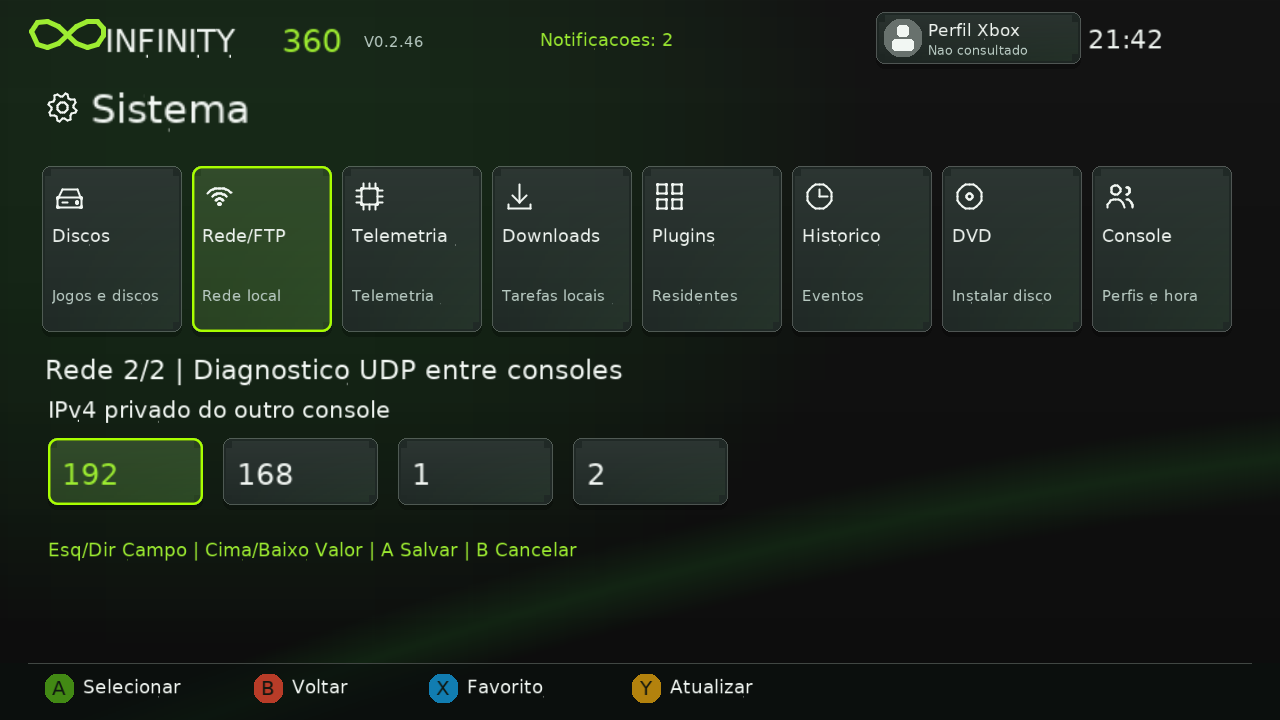 INFINITY 360 V0.2.46 Notificacoes: 2 Perfil Xbox 21:42
Nao consultado
Sistema
Discos Rede/FTP Telemetria Downloads Plugins Historico DVD Console
Jogos e discos Rede local Telemetria Tarefas locais Residentes Eventos Instalar disco Perfis e hora
Rede 2/2 | Diagnostico UDP entre consoles
IPv4 privado do outro console
192 168 1 2
Esq/Dir Campo | Cima/Baixo Valor | A Salvar | B Cancelar
A Selecionar B Voltar X Favorito Y Atualizar